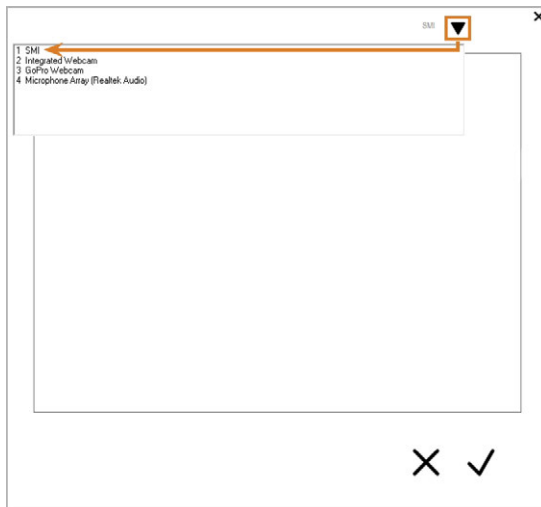 SMI
1 SMI
2 Integrated Webcam
3 GoPro Webcam
4 Microphone Array (Realtek Audio)